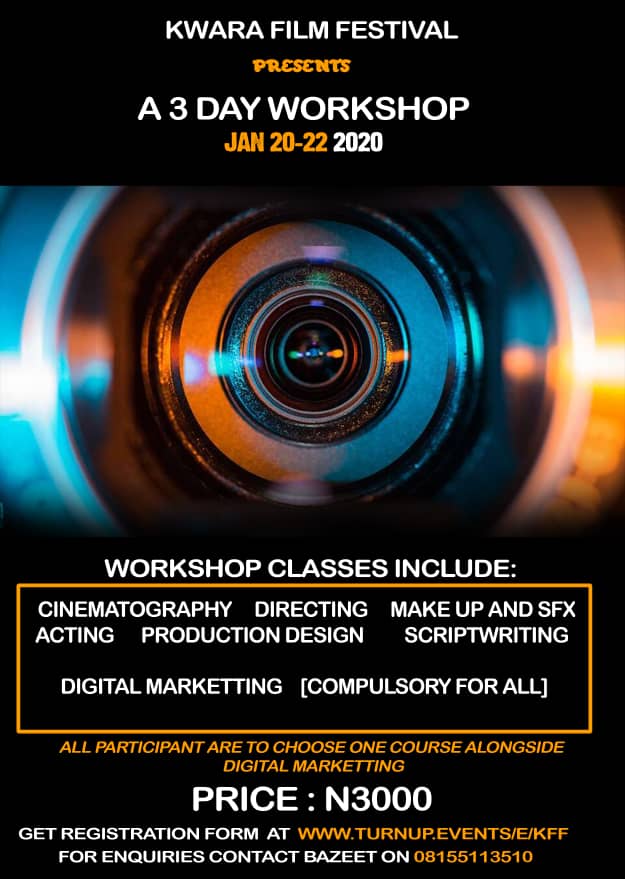 KWARA FILM FESTIVAL
PRESENTS
A 3 DAY WORKSHOP
JAN 20-22 2020
WORKSHOP CLASSES INCLUDE:
CINEMATOGRAPHY DIRECTING MAKE UP AND SFX
ACTING PRODUCTION DESIGN SCRIPTWRITING
DIGITAL MARKETTING [COMPULSORY FOR ALL]
ALL PARTICIPANT ARE TO CHOOSE ONE COURSE ALONGSIDE
DIGITAL MARKETTING
PRICE : N3000
GET REGISTRATION FORM AT WWW.TURNUP.EVENTS/E/KFF
FOR ENQUIRIES CONTACT BAZEET ON 08155113510